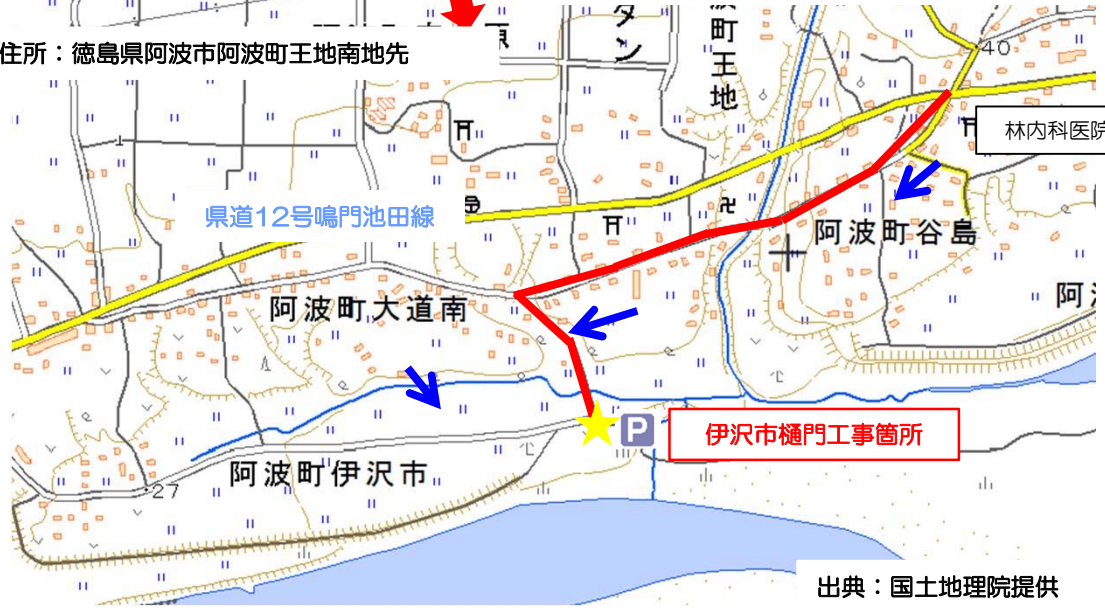 住所：徳島県阿波市阿波町王地南地先
原
タン
町王地
40
林内科医院
県道12号鳴門池田線
阿波町谷島
阿波町大道南
P
伊沢市樋門工事箇所
阿波町伊沢市
27
出典：国土地理院提供